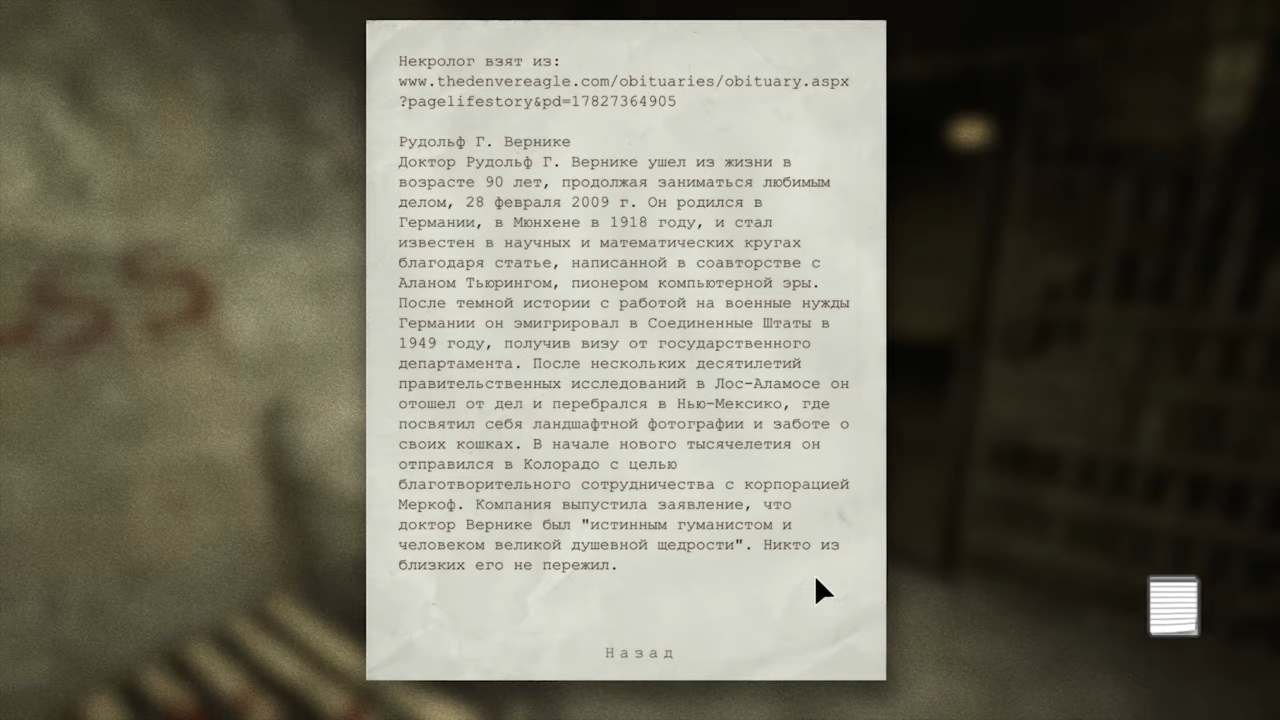 Некролог взят из:
www.thedenvereagle.com/obituaries/obituary.aspx
?pagelifestory&pd=17827364905
Рудольф Г. Вернике
Доктор Рудольф Г. Вернике ушел из жизни в
возрасте 90 лет, продолжая заниматься любимым
делом, 28 февраля 2009 г. Он родился в
Германии, в Мюнхене в 1918 году, и стал
известен в научных и математических кругах
благодаря статье, написанной в соавторстве с
Аланом Тьюрингом, пионером компьютерной эры.
После темной истории с работой на военные нужды
Германии он эмигрировал в Соединенные Штаты в
1949 году, получив визу от государственного
департамента. После нескольких десятилетий
правительственных исследований в Лос-Аламосе он
отошел от дел и перебрался в Нью-Мексико, где
посвятил себя ландшафтной фотографии и заботе о
своих кошках. В начале нового тысячелетия он
отправился в Колорадо с целью
благотворительного сотрудничества с корпорацией
Меркоф. Компания выпустила заявление, что
доктор Вернике был "истинным гуманистом и
человеком великой душевной щедрости". Никто из
близких его не пережил.
Назад